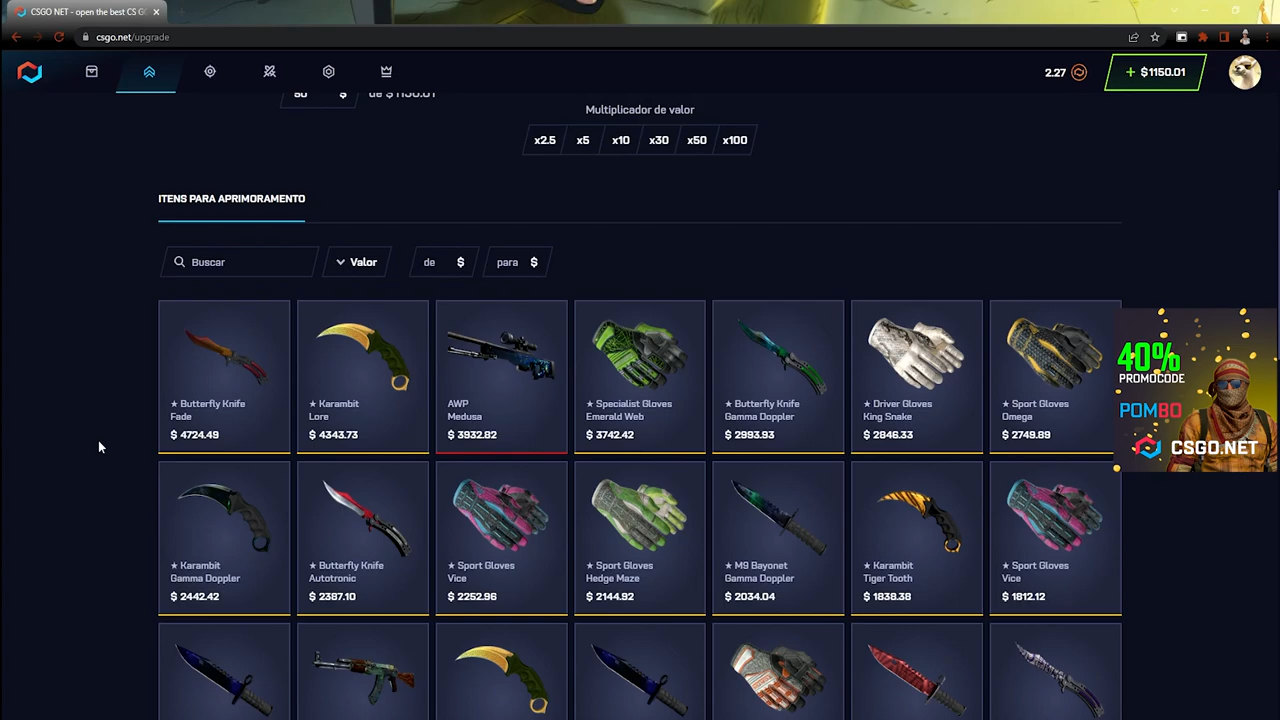 CSGO NET - open the best CS G
csgo.net/upgrade
2.27
+ $1150.01
90 $ de $1150.01
Multiplicador de valor
x2.5 x5 x10 x30 x50 x100
ITENS PARA APRIMORAMENTO
Buscar
Valor
de $
para $
★ Butterfly Knife
Fade
$ 4724.49
★ Karambit
Lore
$ 4343.73
AWP
Medusa
$ 3932.82
★ Specialist Gloves
Emerald Web
$ 3742.42
★ Butterfly Knife
Gamma Doppler
$ 2993.93
★ Driver Gloves
King Snake
$ 2846.33
★ Sport Gloves
Omega
$ 2749.89
40%
PROMOCODE
POMBO
CSGO.NET
★ Karambit
Gamma Doppler
$ 2442.42
★ Butterfly Knife
Autotronic
$ 2387.10
★ Sport Gloves
Vice
$ 2252.96
★ Sport Gloves
Hedge Maze
$ 2144.92
★ M9 Bayonet
Gamma Doppler
$ 2034.04
★ Karambit
Tiger Tooth
$ 1838.38
★ Sport Gloves
Vice
$ 1812.12